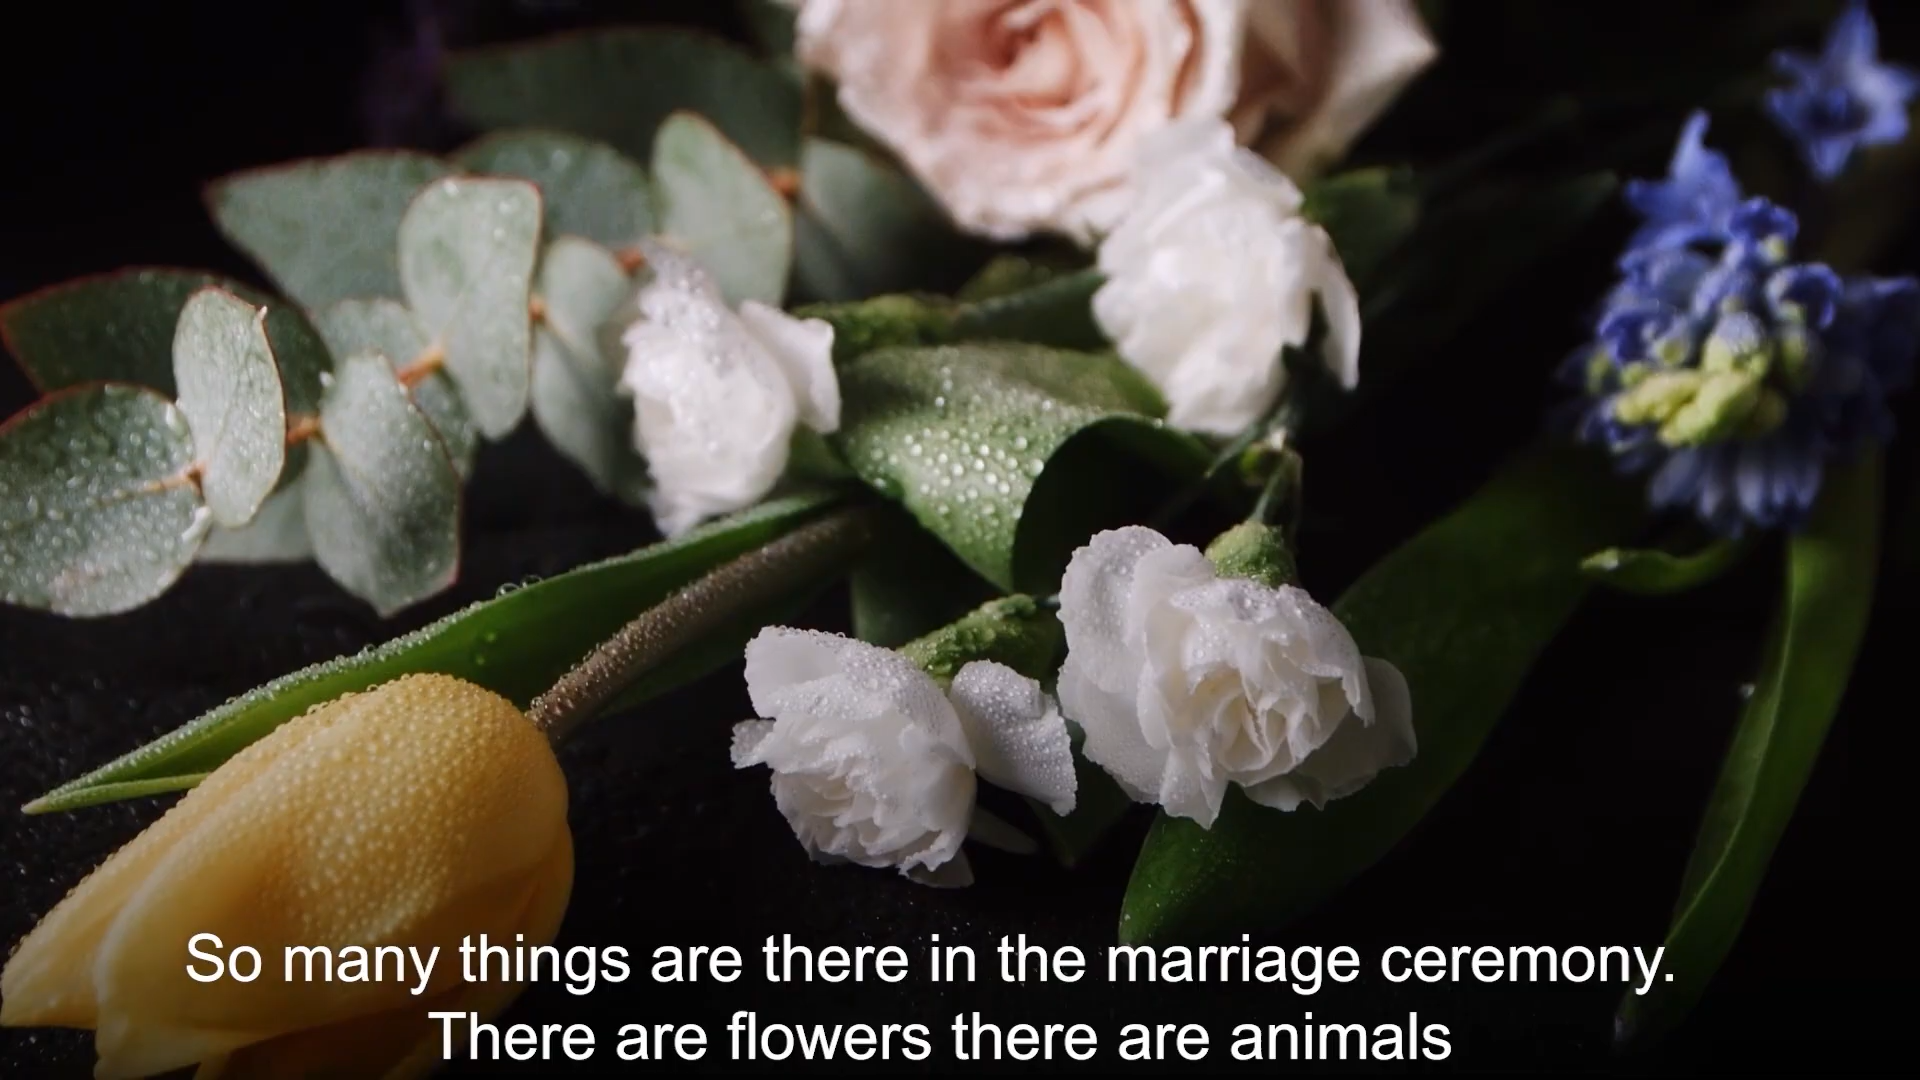 So many things are there in the marriage ceremony.
There are flowers there are animals